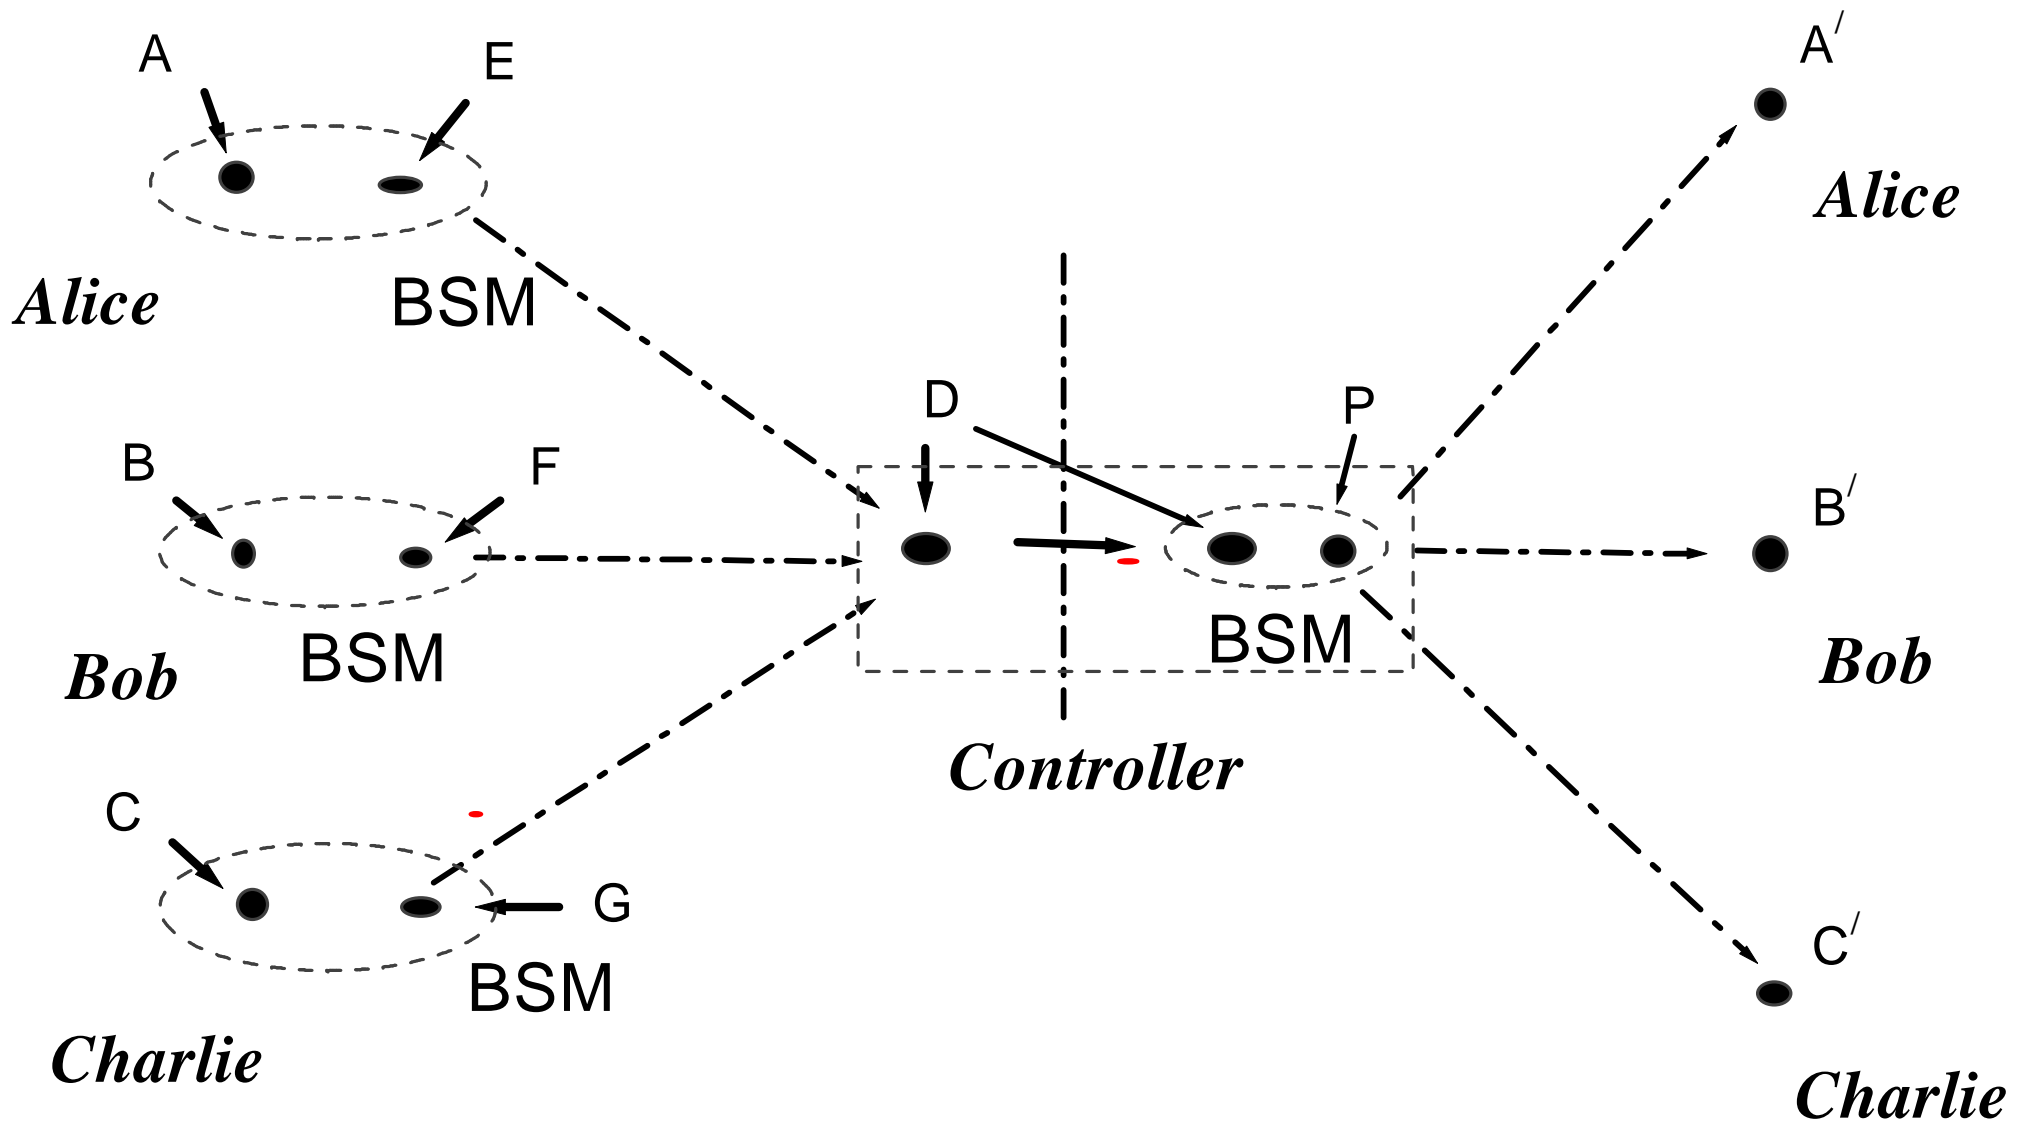 A
E
Alice
BSM
B
F
Bob
BSM
C
G
BSM
Charlie
D
P
BSM
Controller
A/
Alice
B/
Bob
C/
Charlie